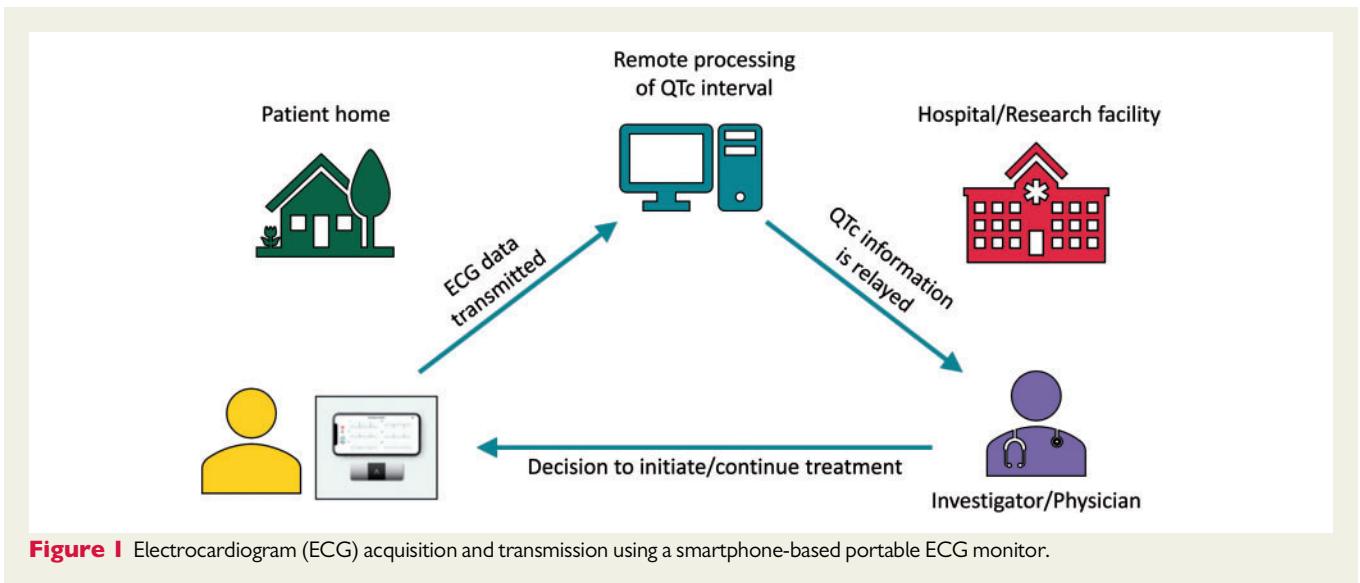 Remote processing
of QTc interval
Patient home
Hospital/Research facility
ECG data
transmitted
QTc information
is relayed
Decision to initiate/continue treatment
Investigator/Physician
Figure 1 Electrocardiogram (ECG) acquisition and transmission using a smartphone-based portable ECG monitor.